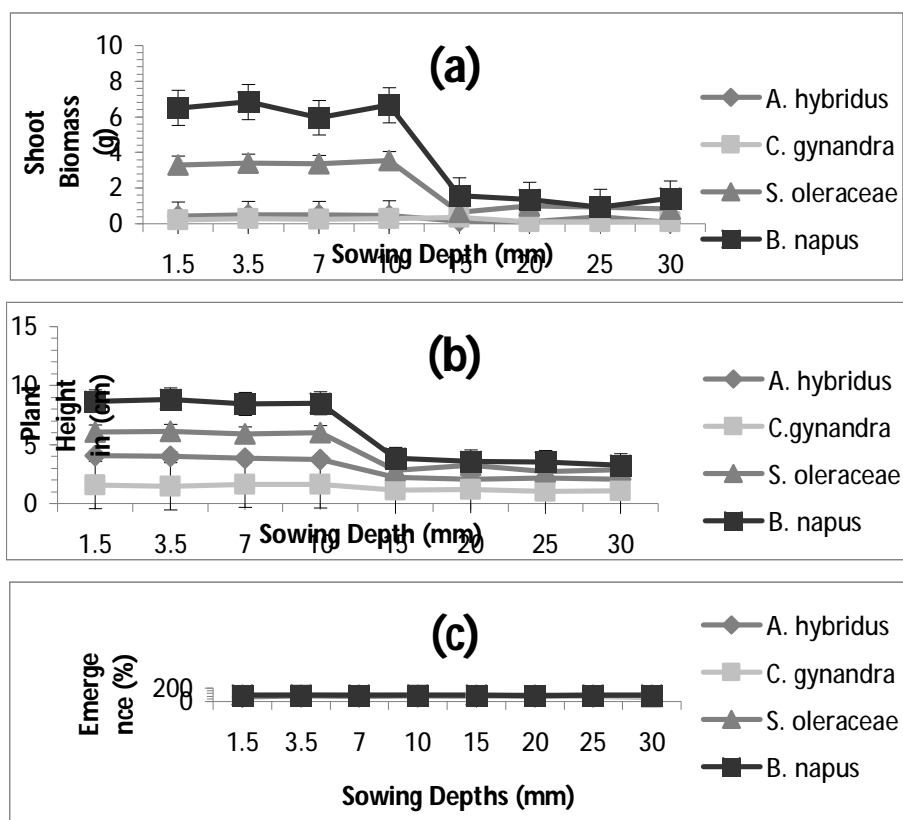 (a)
Shoot
Biomass
(g)
10
8
6
4
2
0
1.5 3.5 7 10 15 20 25 30
Sowing Depth (mm)
A. hybridus
C. gynandra
S. oleraceae
B. napus
(b)
Plant
Height
in (cm)
15
10
5
0
1.5 3.5 7 10 15 20 25 30
Sowing Depth (mm)
A. hybridus
C.gynandra
S. oleraceae
B. napus
(c)
Emerge
nce (%)
200
0
1.5 3.5 7 10 15 20 25 30
Sowing Depths (mm)
A. hybridus
C. gynandra
S. oleraceae
B. napus